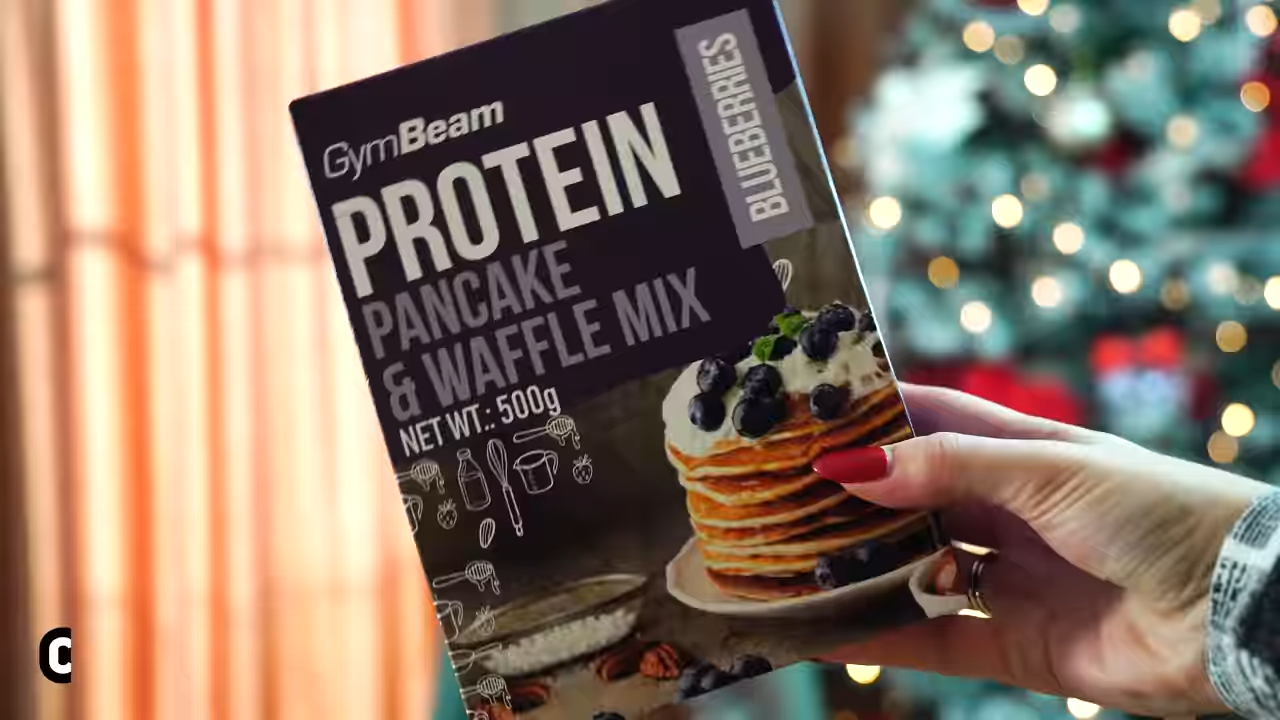 GymBeam
PROTEIN
PANCAKE
& WAFFLE MIX
NET WT.: 500g
BLUEBERRIES
C